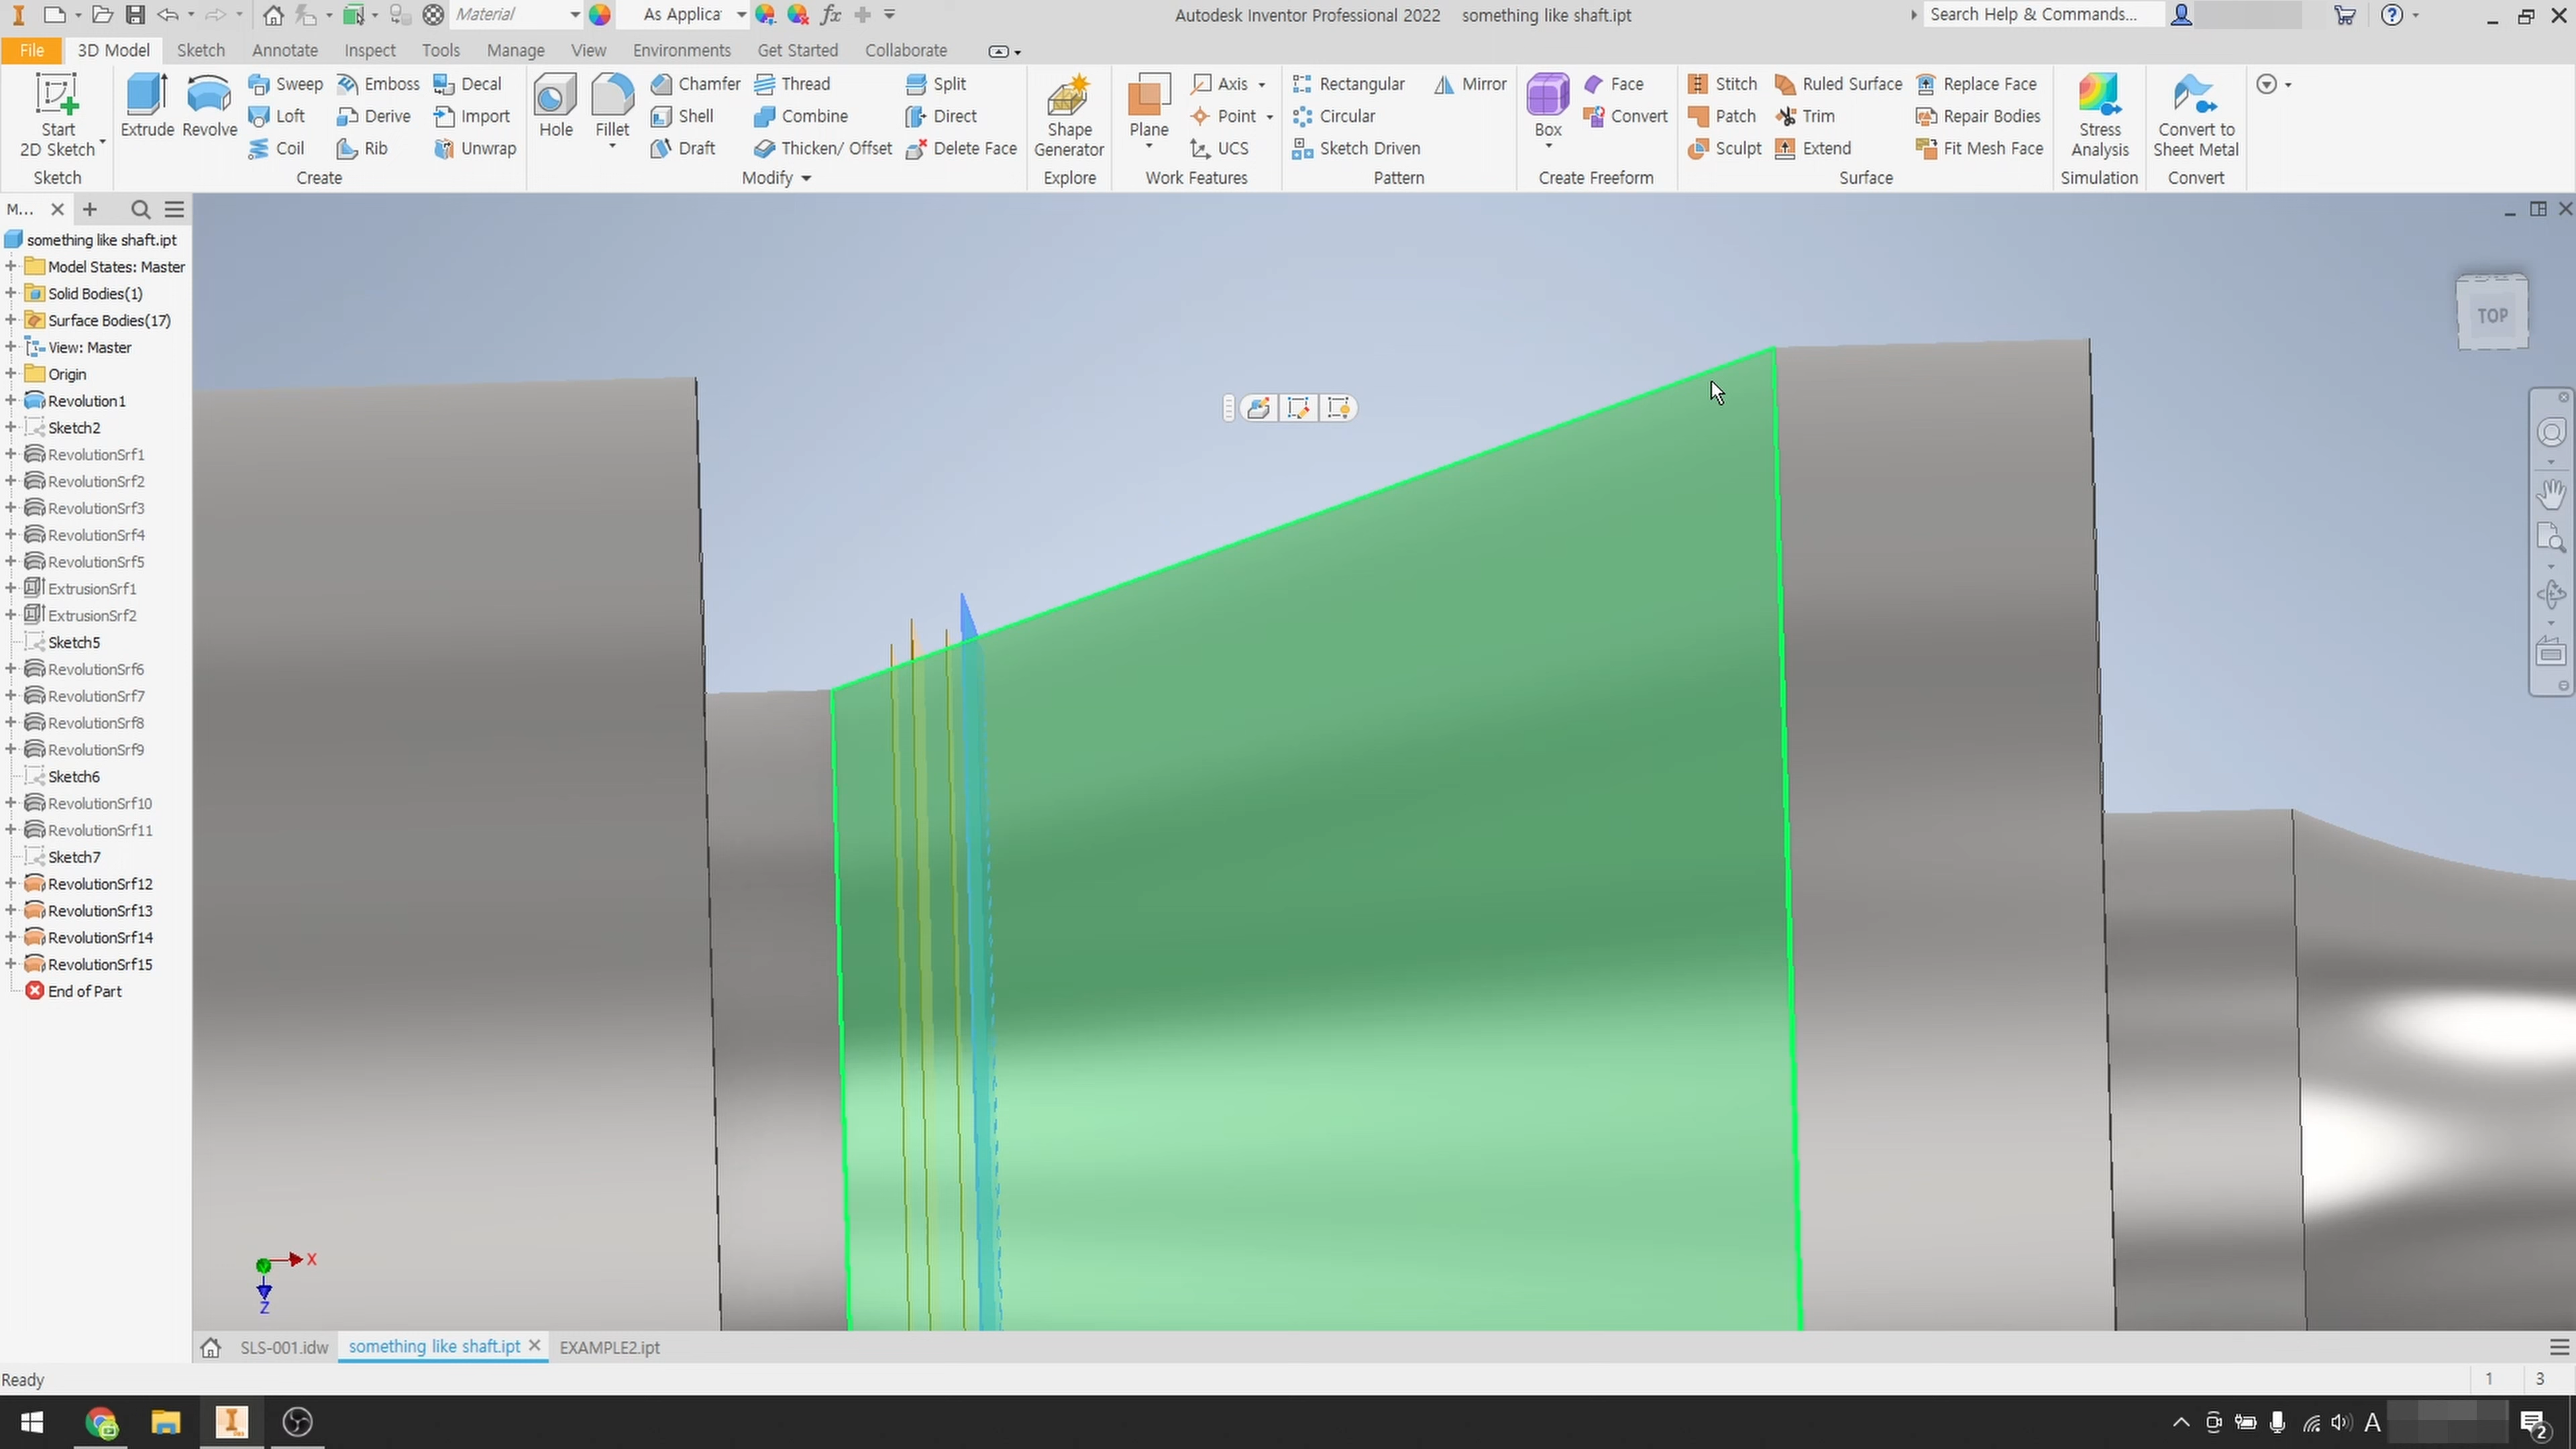 Material
As Applica
fx
Autodesk Inventor Professional 2022 something like shaft.ipt
Search Help & Commands...
File 3D Model Sketch Annotate Inspect Tools Manage View Environments Get Started Collaborate
Start
2D Sketch
Sketch
Extrude
Revolve
Sweep
Loft
Coil
Emboss
Derive
Rib
Decal
Import
Unwrap
Create
Hole
Fillet
Chamfer
Shell
Draft
Thread
Combine
Thicken/ Offset
Split
Direct
Delete Face
Modify
Shape
Generator
Explore
Plane
Axis
Point
UCS
Work Features
Rectangular
Circular
Sketch Driven
Mirror
Pattern
Box
Face
Convert
Create Freeform
Stitch
Patch
Sculpt
Ruled Surface
Trim
Extend
Replace Face
Repair Bodies
Fit Mesh Face
Surface
Stress
Analysis
Simulation
Convert to
Sheet Metal
Convert
M...
something like shaft.ipt
Model States: Master
Solid Bodies(1)
Surface Bodies(17)
View: Master
Origin
Revolution1
Sketch2
RevolutionSrf1
RevolutionSrf2
RevolutionSrf3
RevolutionSrf4
RevolutionSrf5
ExtrusionSrf1
ExtrusionSrf2
Sketch5
RevolutionSrf6
RevolutionSrf7
RevolutionSrf8
RevolutionSrf9
Sketch6
RevolutionSrf10
RevolutionSrf11
Sketch7
RevolutionSrf12
RevolutionSrf13
RevolutionSrf14
RevolutionSrf15
End of Part
TOP
X
Z
SLS-001.idw something like shaft.ipt EXAMPLE2.ipt
Ready
1 3
A
2